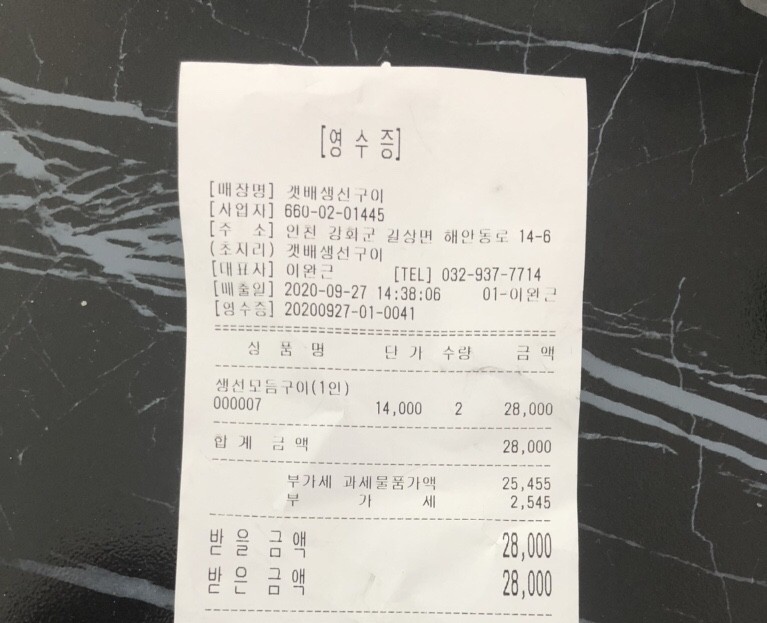 [영 수 증]
[매장명] 갯배생선구이
[사업자] 660-02-01445
[주 소] 인천 강화군 길상면 해안동로 14-6
(초지리) 갯배생선구이
[대표자] 이완근 [TEL] 032-937-7714
[매출일] 2020-09-27 14:38:06 01-이완근
[영수증] 20200927-01-0041
상 품 명 단 가 수량 금 액
생선모듬구이(1인)
000007 14,000 2 28,000
합 계 금 액 28,000
부가세 과세물품가액 25,455
부 가 세 2,545
받 을 금 액 28,000
받 은 금 액 28,000